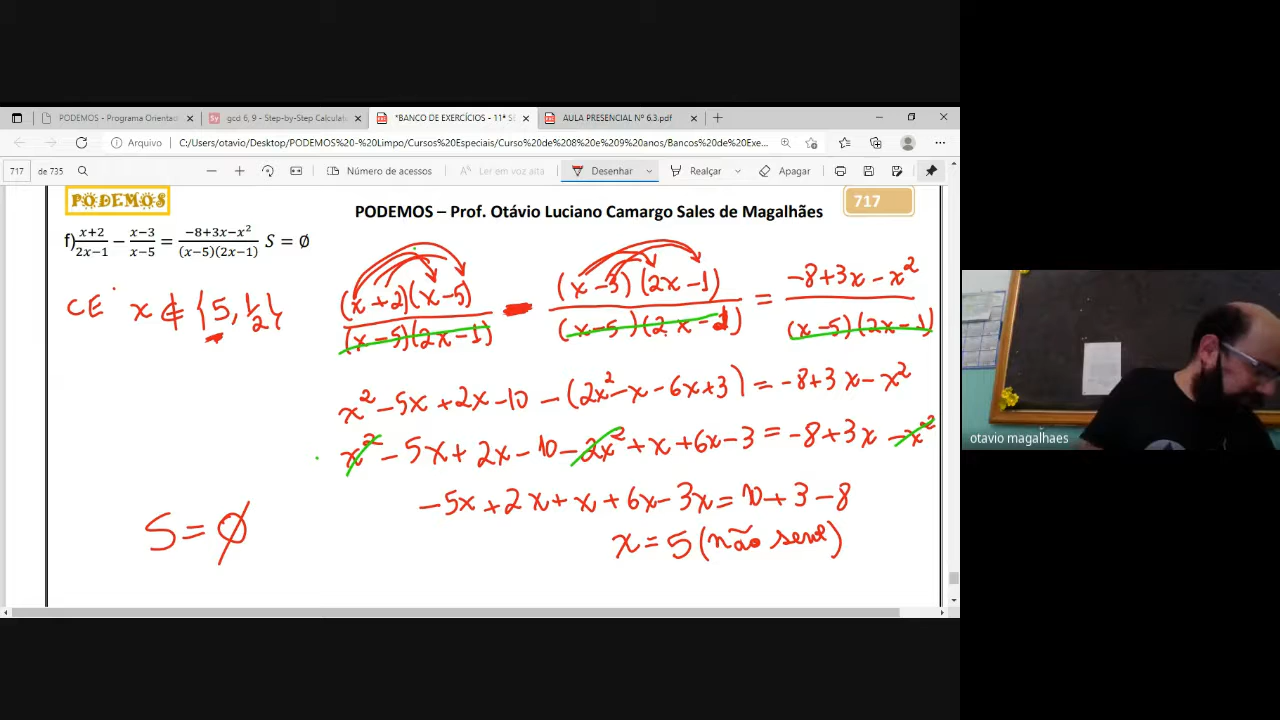 PODEMOS - Programa Orientad
gcd 6, 9 - Step-by-Step Calculat
*BANCO DE EXERCÍCIOS - 11ª S
AULA PRESENCIAL Nº 6.3.pdf
Arquivo
C:/Users/otavio/Desktop/PODEMOS%20-%20Limpo/Cursos%20Especiais/Curso%20de%208%20e%209%20anos/Bancos%20de%20Exe...
717 de 735
Número de acessos
Ler em voz alta
Desenhar
Realçar
Apagar
PODEMOS
PODEMOS – Prof. Otávio Luciano Camargo Sales de Magalhães
717
f) (x+2)/(2x−1) − (x−3)/(x−5) = (−8+3x−x²)/((x−5)(2x−1)) S = ∅
CE x ∉ {5, 1/2}
(x+2)(x−5)/((x−5)(2x−1)) − (x−3)(2x−1)/((x−5)(2x−1)) = −8+3x−x²/((x−5)(2x−1))
x² −5x +2x −10 −(2x²−x−6x+3) = −8+3x−x²
x² − 5x + 2x − 10 − 2x² + x + 6x − 3 = −8+3x −x²
−5x + 2x + x + 6x − 3x = 10 + 3 − 8
x = 5 (não serve)
S = ∅
otavio magalhaes